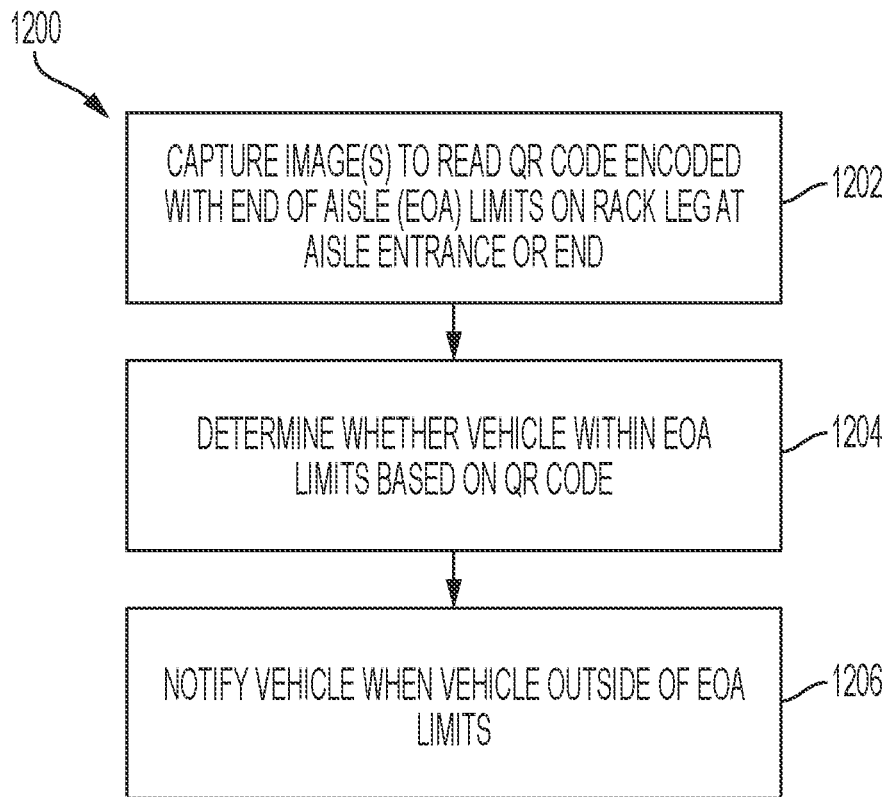 1200
CAPTURE IMAGE(S) TO READ QR CODE ENCODED
WITH END OF AISLE (EOA) LIMITS ON RACK LEG AT
AISLE ENTRANCE OR END
1202
DETERMINE WHETHER VEHICLE WITHIN EOA
LIMITS BASED ON QR CODE
1204
NOTIFY VEHICLE WHEN VEHICLE OUTSIDE OF EOA
LIMITS
1206